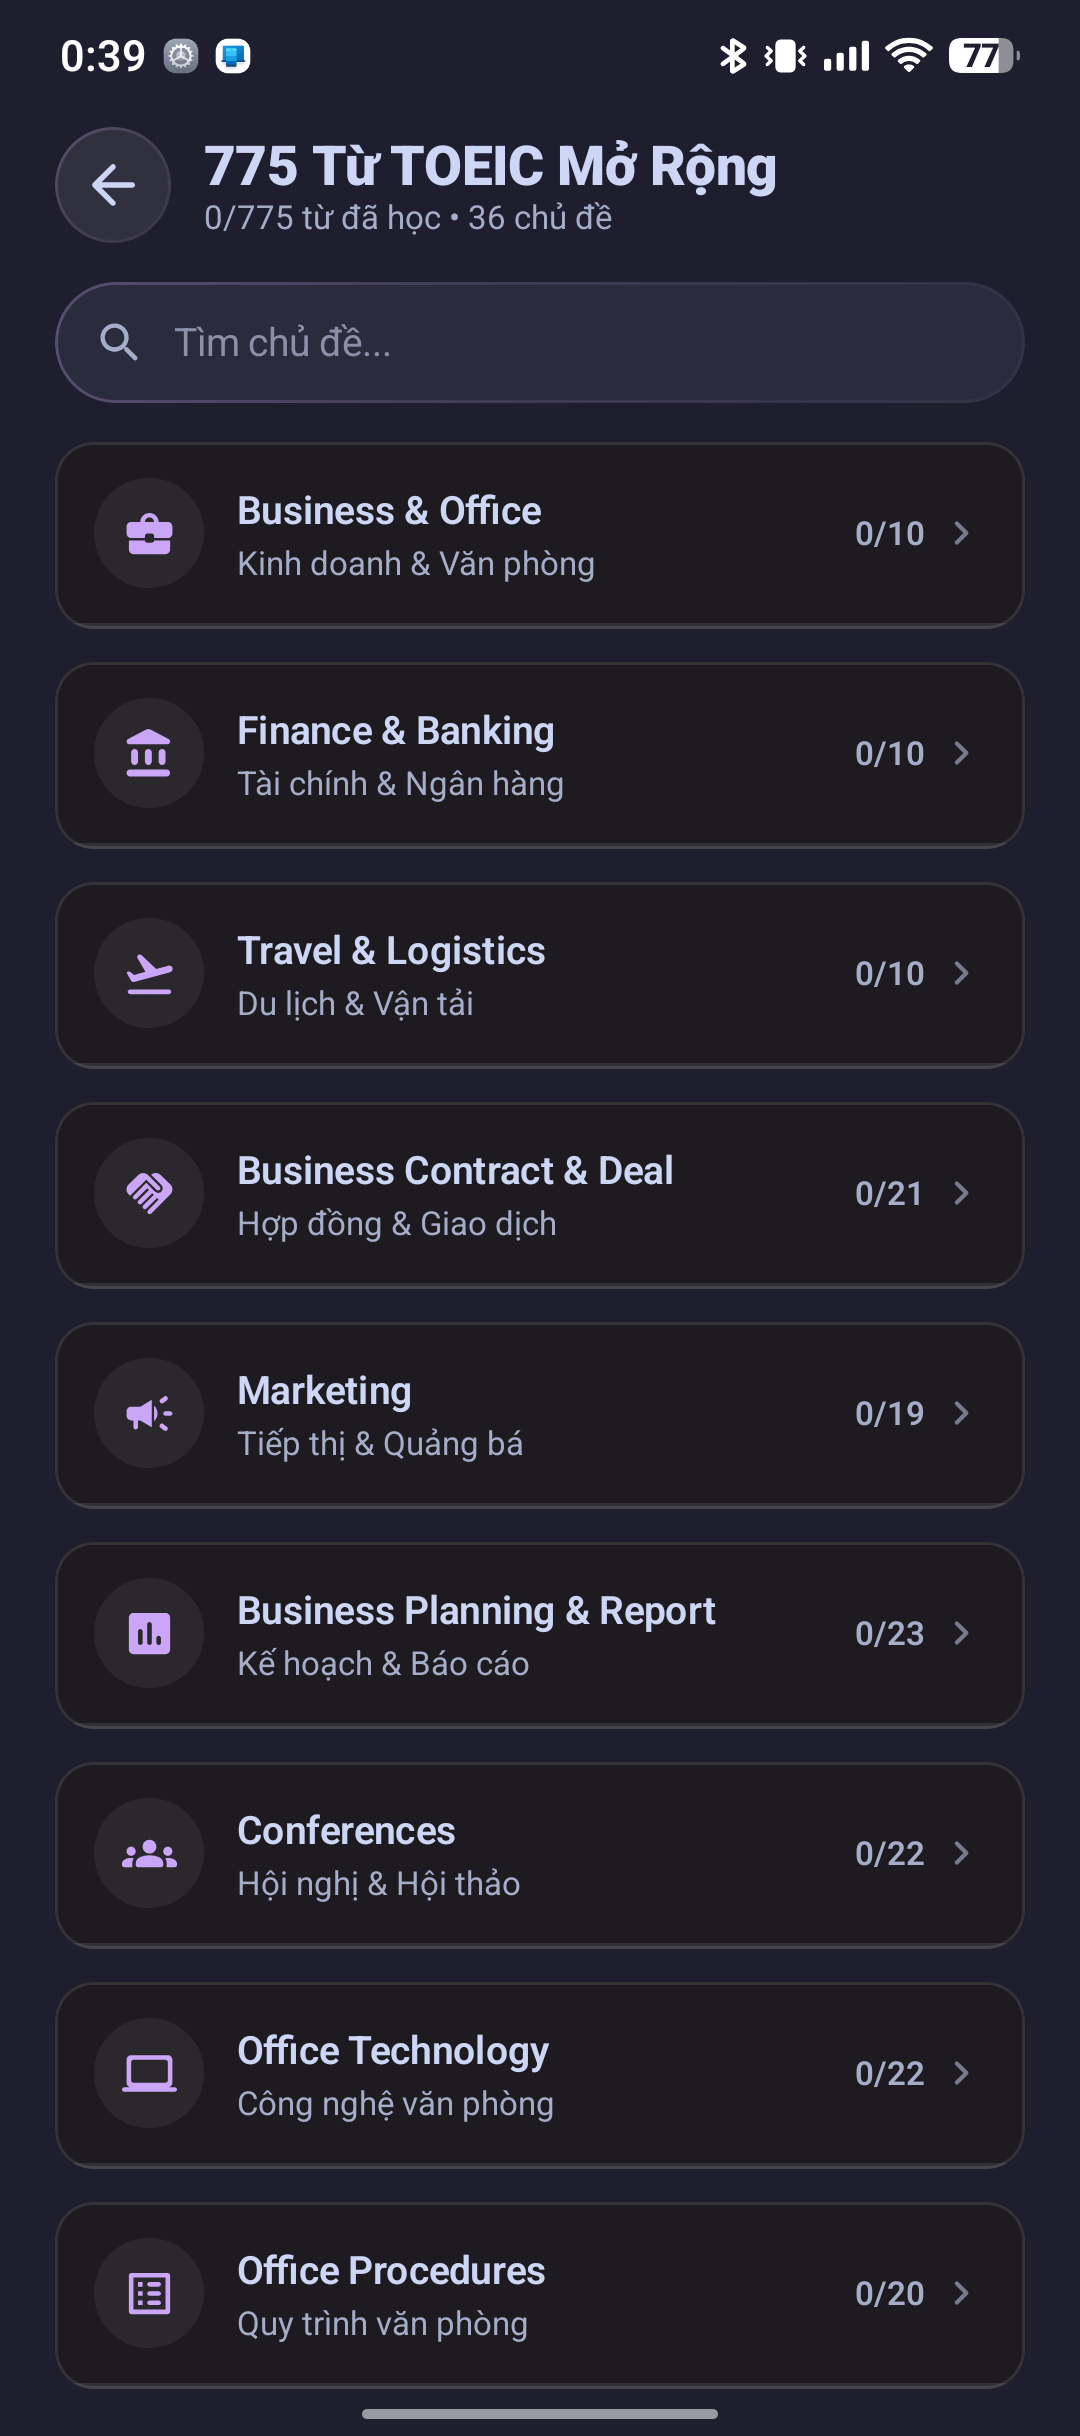 0:39
77
775 Từ TOEIC Mở Rộng
0/775 từ đã học • 36 chủ đề
Tìm chủ đề...
Business & Office
Kinh doanh & Văn phòng
0/10
Finance & Banking
Tài chính & Ngân hàng
0/10
Travel & Logistics
Du lịch & Vận tải
0/10
Business Contract & Deal
Hợp đồng & Giao dịch
0/21
Marketing
Tiếp thị & Quảng bá
0/19
Business Planning & Report
Kế hoạch & Báo cáo
0/23
Conferences
Hội nghị & Hội thảo
0/22
Office Technology
Công nghệ văn phòng
0/22
Office Procedures
Quy trình văn phòng
0/20